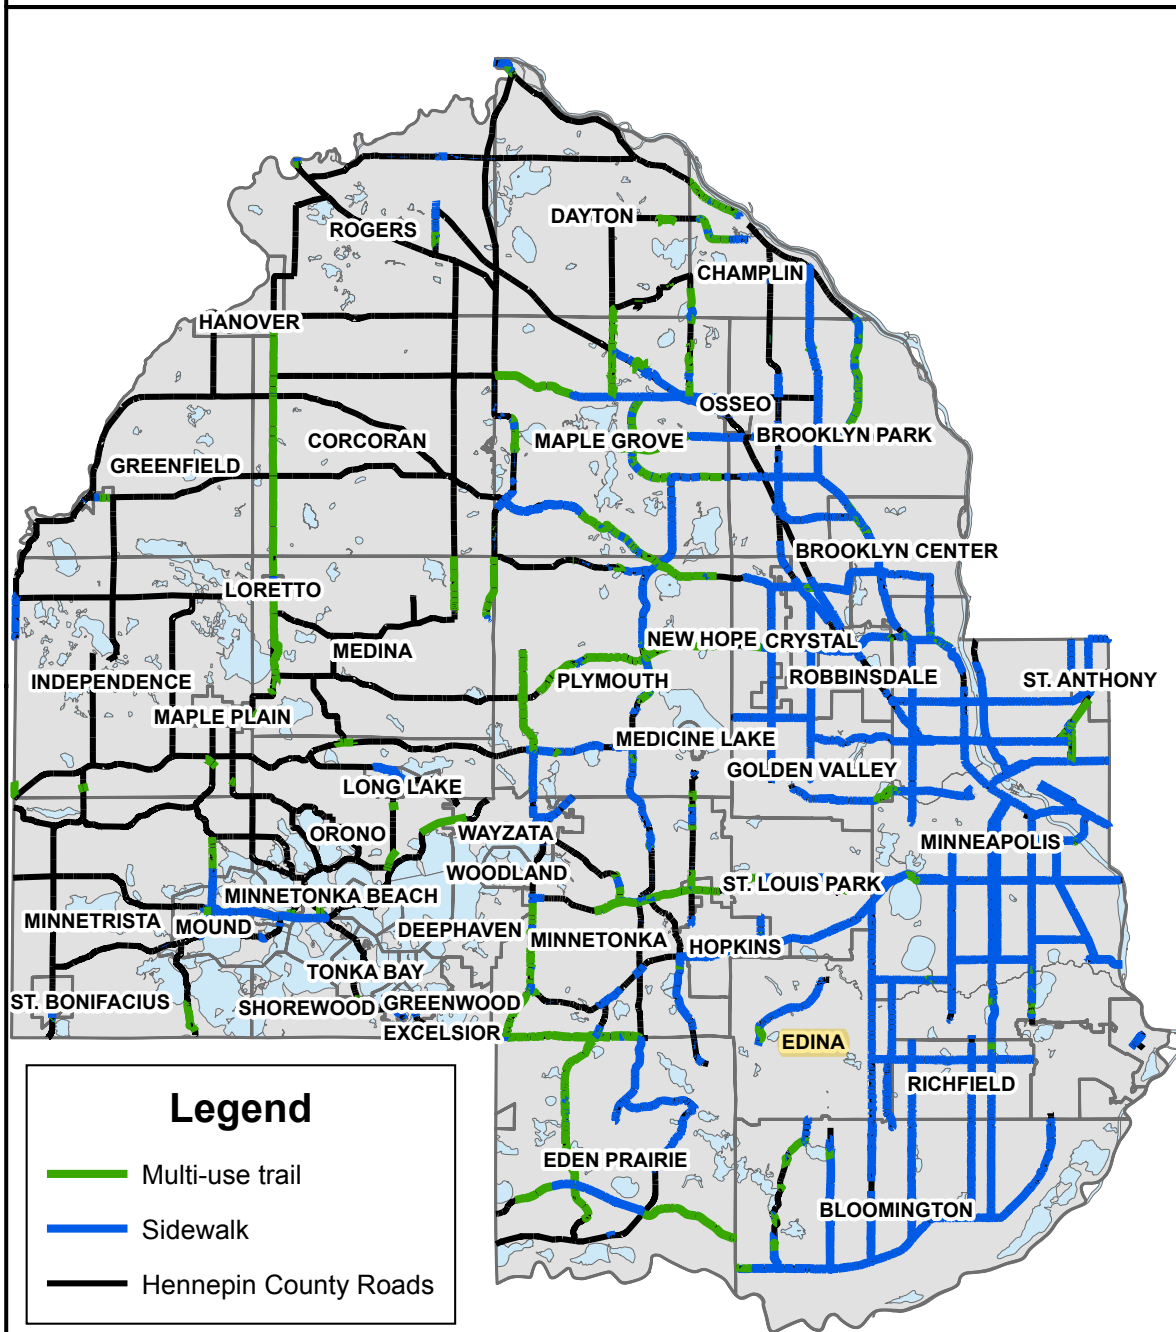 DAYTON
ROGERS
CHAMPLIN
HANOVER
OSSEO
CORCORAN
MAPLE GROVE
BROOKLYN PARK
GREENFIELD
BROOKLYN CENTER
LORETTO
NEW HOPE
CRYSTAL
MEDINA
INDEPENDENCE
PLYMOUTH
ROBBINSDALE
ST. ANTHONY
MAPLE PLAIN
MEDICINE LAKE
GOLDEN VALLEY
LONG LAKE
ORONO
WAYZATA
MINNEAPOLIS
WOODLAND
ST. LOUIS PARK
MINNETONKA BEACH
MINNETRISTA
MOUND
DEEPHAVEN
MINNETONKA
HOPKINS
TONKA BAY
ST. BONIFACIUS
SHOREWOOD
GREENWOOD
EXCELSIOR
EDINA
RICHFIELD
Legend
Multi-use trail
Sidewalk
Hennepin County Roads
EDEN PRAIRIE
BLOOMINGTON